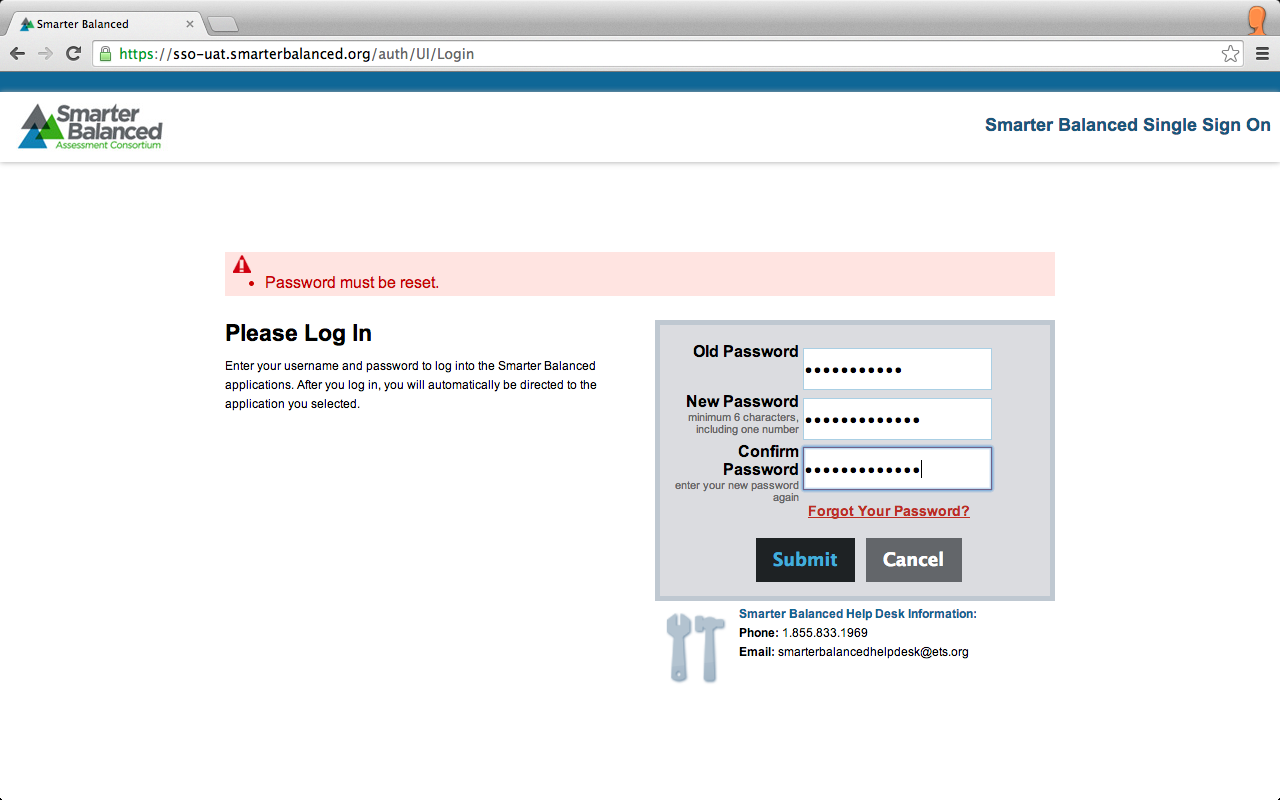 Smarter Balanced
https://sso-uat.smarterbalanced.org/auth/UI/Login
Smarter
Balanced
Assessment Consortium
Smarter Balanced Single Sign On
Password must be reset.
Please Log In
Enter your username and password to log into the Smarter Balanced
applications. After you log in, you will automatically be directed to the
application you selected.
Old Password
New Password
minimum 6 characters,
including one number
Confirm
Password
enter your new password
again
Forgot Your Password?
Submit
Cancel
Smarter Balanced Help Desk Information:
Phone: 1.855.833.1969
Email: smarterbalancedhelpdesk@ets.org